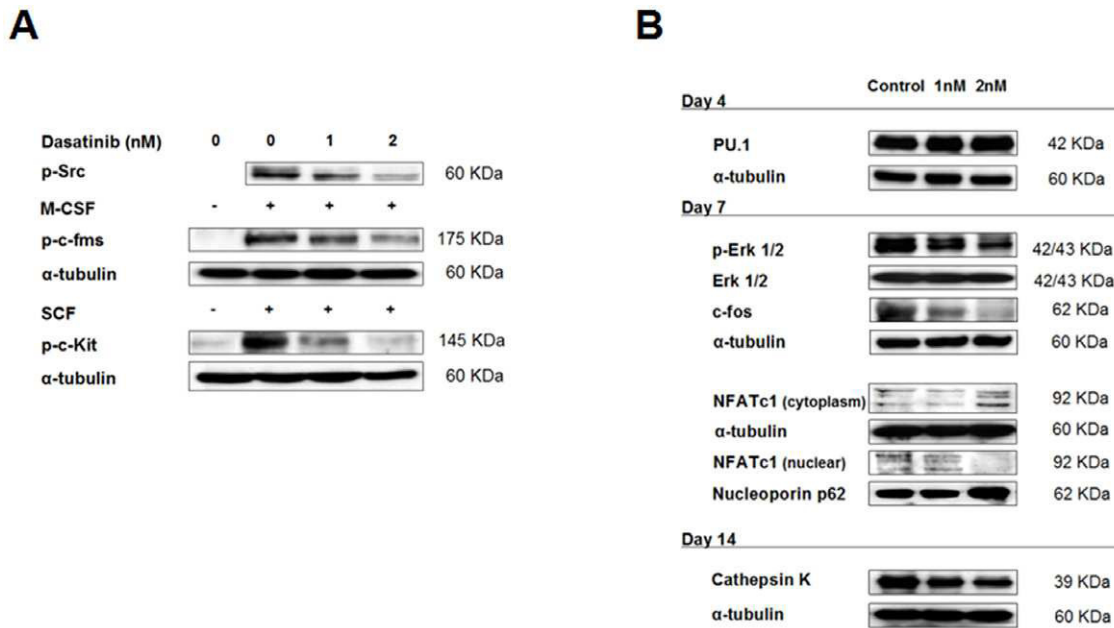 A
Dasatinib (nM) 0 0 1 2
p-Src 60 KDa
M-CSF - + + +
p-c-fms 175 KDa
α-tubulin 60 KDa
SCF - + + +
p-c-Kit 145 KDa
α-tubulin 60 KDa
B
Control 1nM 2nM
Day 4
PU.1 42 KDa
α-tubulin 60 KDa
Day 7
p-Erk 1/2 42/43 KDa
Erk 1/2 42/43 KDa
c-fos 62 KDa
α-tubulin 60 KDa
NFATc1 (cytoplasm) 92 KDa
α-tubulin 60 KDa
NFATc1 (nuclear) 92 KDa
Nucleoporin p62 62 KDa
Day 14
Cathepsin K 39 KDa
α-tubulin 60 KDa